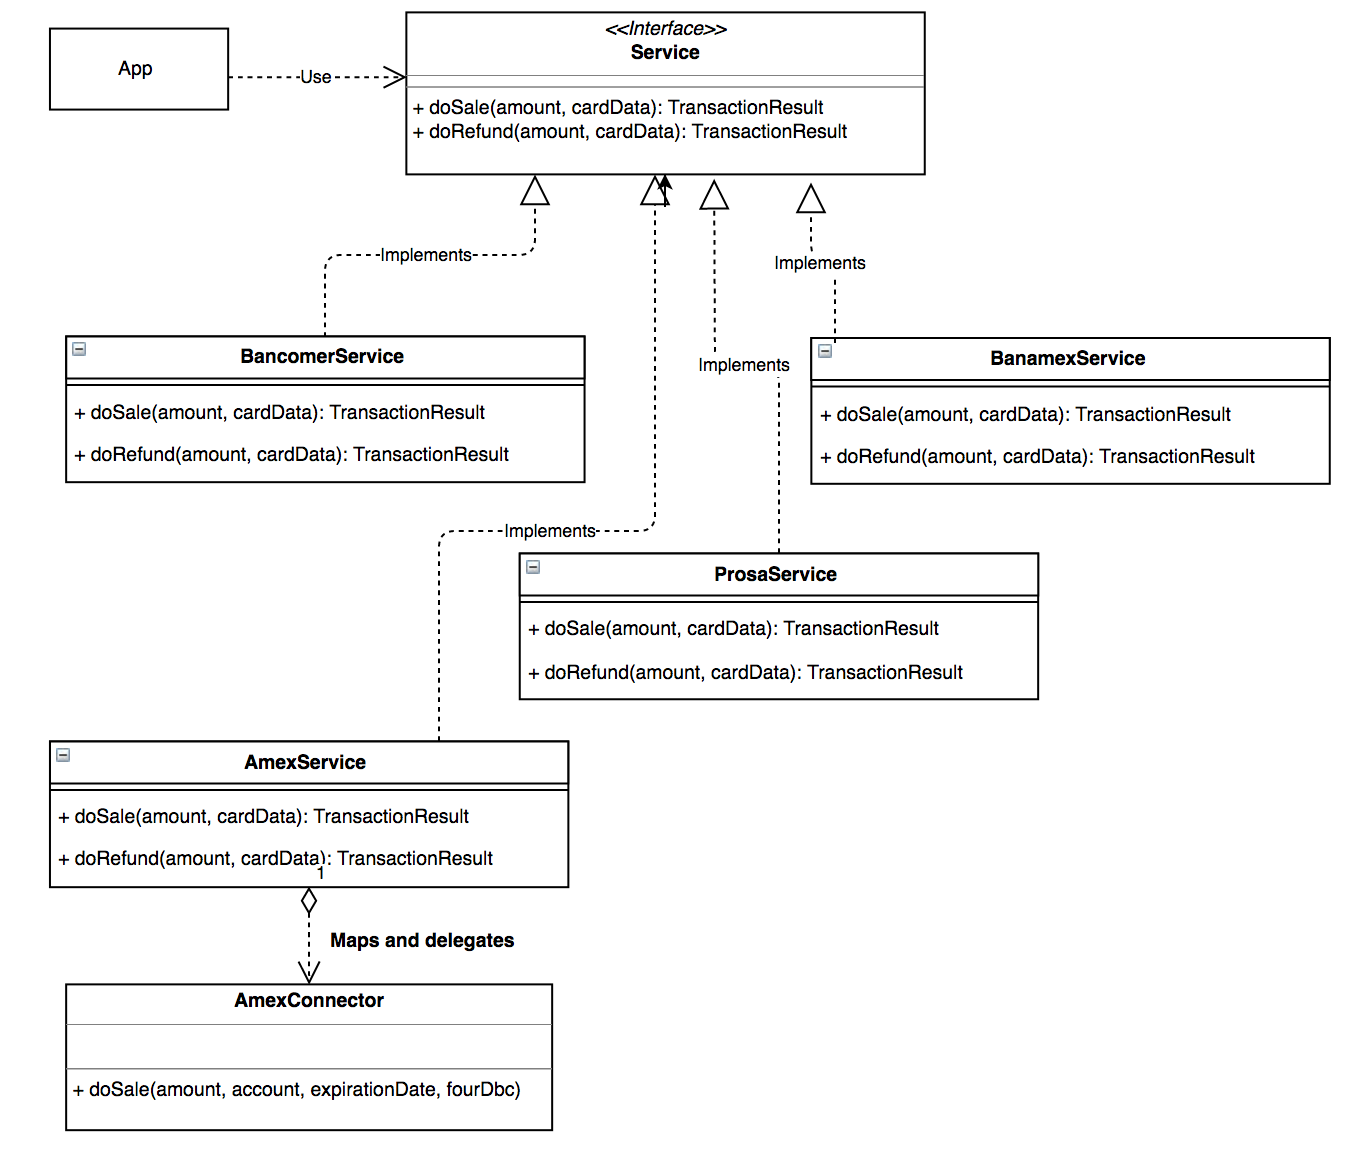 <<Interface>>
Service
App
Use
+ doSale(amount, cardData): TransactionResult
+ doRefund(amount, cardData): TransactionResult
Implements
Implements
BancomerService
+ doSale(amount, cardData): TransactionResult
+ doRefund(amount, cardData): TransactionResult
Implements
BanamexService
+ doSale(amount, cardData): TransactionResult
+ doRefund(amount, cardData): TransactionResult
Implements
ProsaService
+ doSale(amount, cardData): TransactionResult
+ doRefund(amount, cardData): TransactionResult
AmexService
+ doSale(amount, cardData): TransactionResult
+ doRefund(amount, cardData): TransactionResult
1
Maps and delegates
AmexConnector
+ doSale(amount, account, expirationDate, fourDbc)